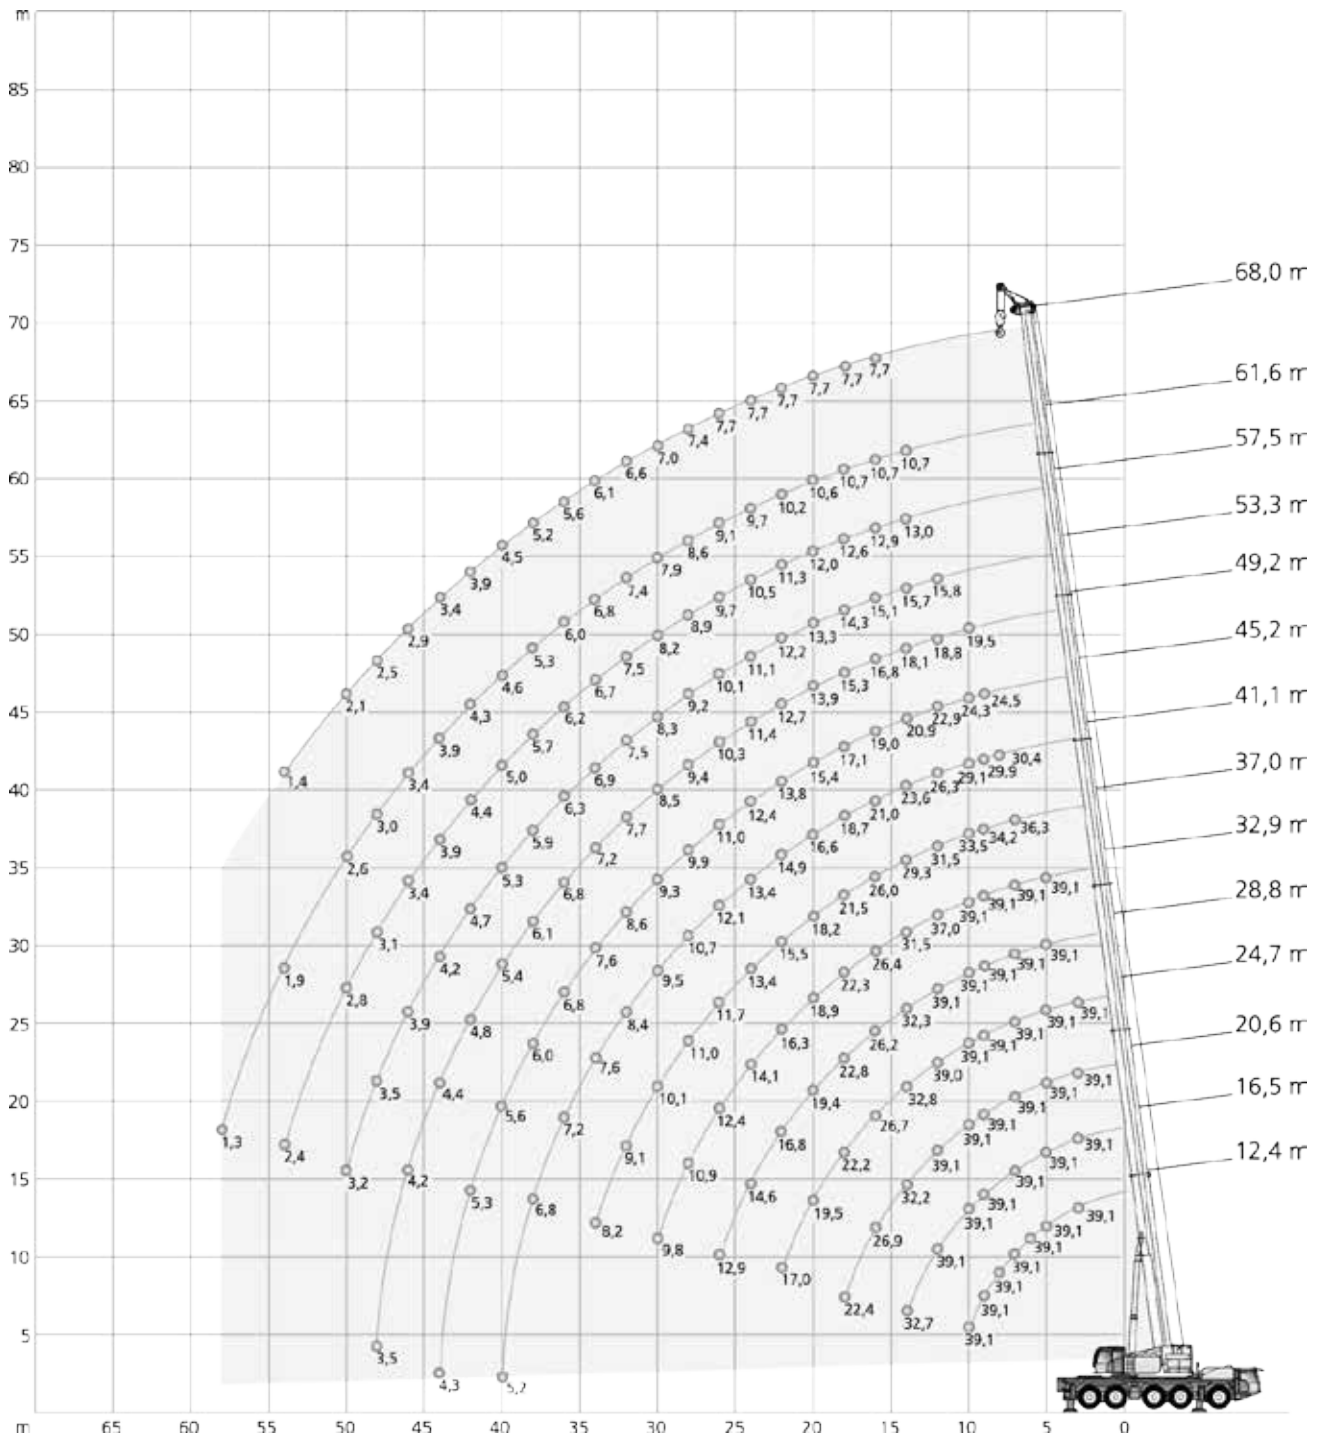 m
85
80
75
70
65
60
55
50
45
40
35
30
25
20
15
10
5
68,0 m
61,6 m
57,5 m
53,3 m
49,2 m
45,2 m
41,1 m
37,0 m
32,9 m
28,8 m
24,7 m
20,6 m
16,5 m
12,4 m
1,4 2,1 2,5 2,9 3,4 3,9 4,5 5,2 5,6 6,1 6,6 7,0 7,4 7,7 7,7 7,7 7,7 7,7 7,7
1,3 1,9 2,6 3,0 3,4 3,9 4,3 4,6 5,3 6,0 6,8 7,4 7,9 8,6 9,1 9,7 10,2 10,6 10,7 10,7 10,7
2,4 2,8 3,1 3,4 3,9 4,4 5,0 5,7 6,2 6,7 7,5 8,2 8,9 9,7 10,5 11,3 12,0 12,6 12,9 13,0
3,2 3,5 3,9 4,2 4,7 5,3 5,9 6,3 6,9 7,5 8,3 9,2 10,1 11,1 12,2 13,3 14,3 15,1 15,7 15,8
3,5 4,2 4,4 4,8 5,4 6,1 6,8 7,2 7,7 8,5 9,4 10,3 11,4 12,7 13,9 15,3 16,8 18,1 18,8 19,5
4,3 5,3 5,6 6,0 6,8 7,6 8,6 9,3 9,9 11,0 12,4 13,8 15,4 17,1 19,0 20,9 22,9 24,3 24,5
5,2 6,8 7,2 7,6 8,4 9,5 10,7 12,1 13,4 14,9 16,6 18,7 21,0 23,6 26,3 29,1 29,9 30,4
8,2 9,1 10,1 11,0 11,7 13,4 15,5 18,2 21,5 26,0 29,3 31,5 33,5 34,2 36,3
9,8 10,9 12,4 14,1 16,3 18,9 22,3 26,4 31,5 37,0 39,1 39,1 39,1 39,1
12,9 14,6 16,8 19,4 22,8 26,2 32,3 39,1 39,1 39,1 39,1 39,1
17,0 19,5 22,2 26,7 32,8 39,0 39,1 39,1 39,1 39,1 39,1
22,4 26,9 32,2 39,1 39,1 39,1 39,1 39,1 39,1
32,7 39,1 39,1 39,1 39,1 39,1 39,1
39,1 39,1 39,1 39,1 39,1 39,1 39,1
m 65 60 55 50 45 40 35 30 25 20 15 10 5 0